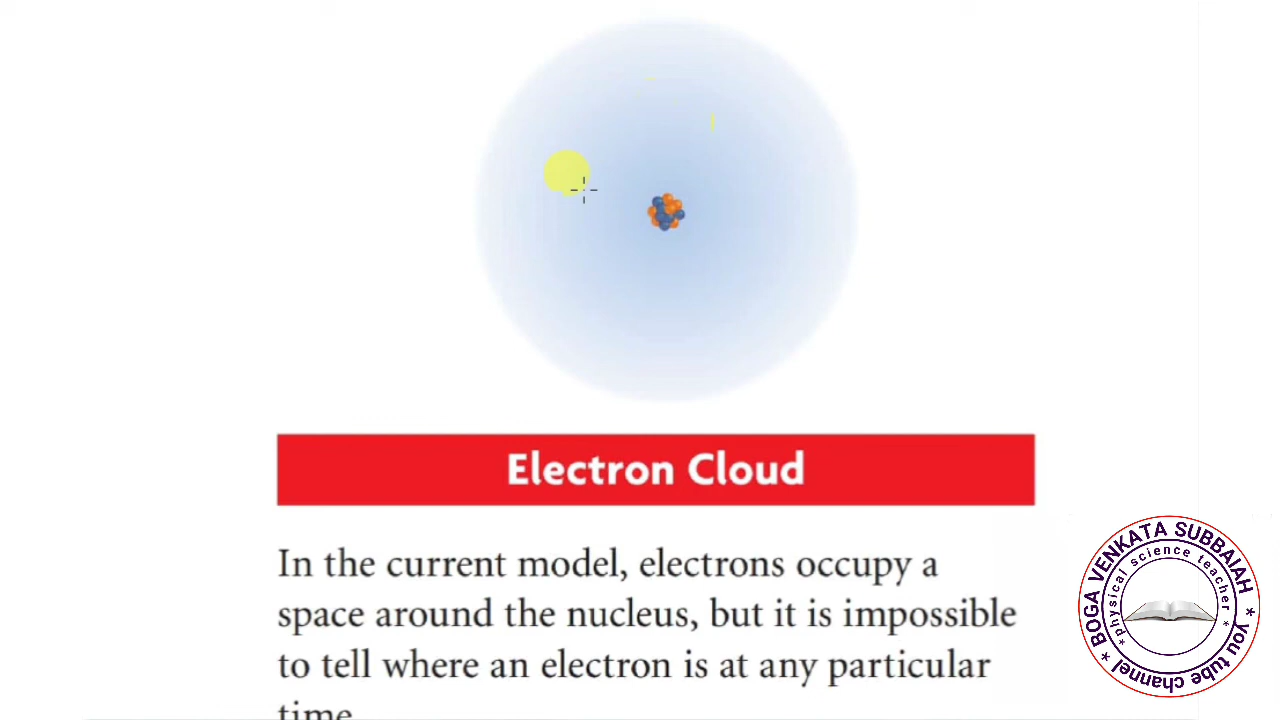 Electron Cloud
In the current model, electrons occupy a
space around the nucleus, but it is impossible
to tell where an electron is at any particular
time.
* BOGA VENKATA SUBBAIAH * you tube channel
* physical science teacher *